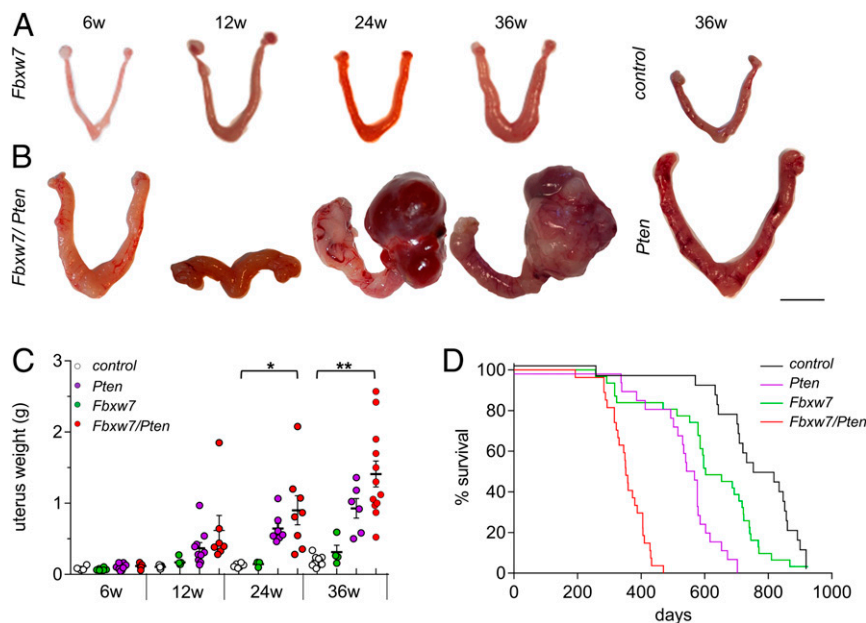 A
6w 12w 24w 36w 36w
Fbxw7
control
B
Fbxw7/ Pten
Pten
C
3
2
1
0
uterus weight (g)
control
Pten
Fbxw7
Fbxw7/Pten
*
**
6w 12w 24w 36w
D
100
80
60
40
20
0
% survival
control
Pten
Fbxw7
Fbxw7/Pten
0 200 400 600 800 1000
days